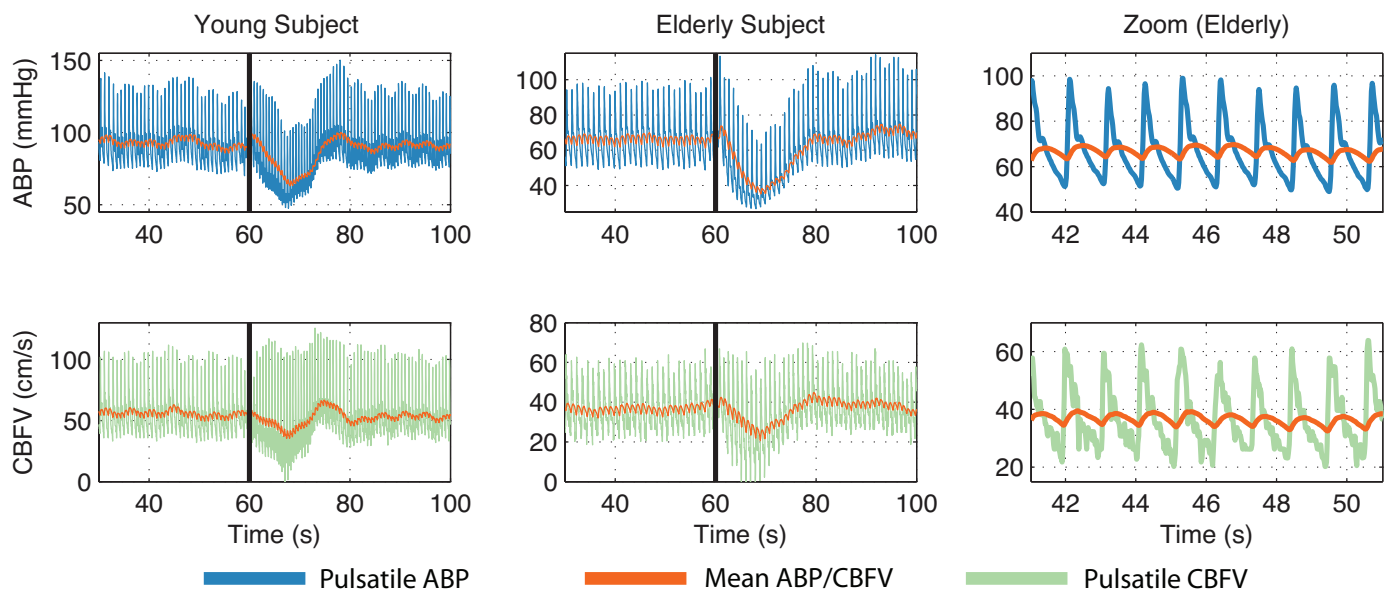 Young Subject
Elderly Subject
Zoom (Elderly)
ABP (mmHg)
150
100
50
40 60 80 100
100
80
60
40
40 60 80 100
100
80
60
40
42 44 46 48 50
CBFV (cm/s)
100
50
0
40 60 80 100
Time (s)
80
60
40
20
0
40 60 80 100
Time (s)
60
40
20
42 44 46 48 50
Time (s)
Pulsatile ABP
Mean ABP/CBFV
Pulsatile CBFV